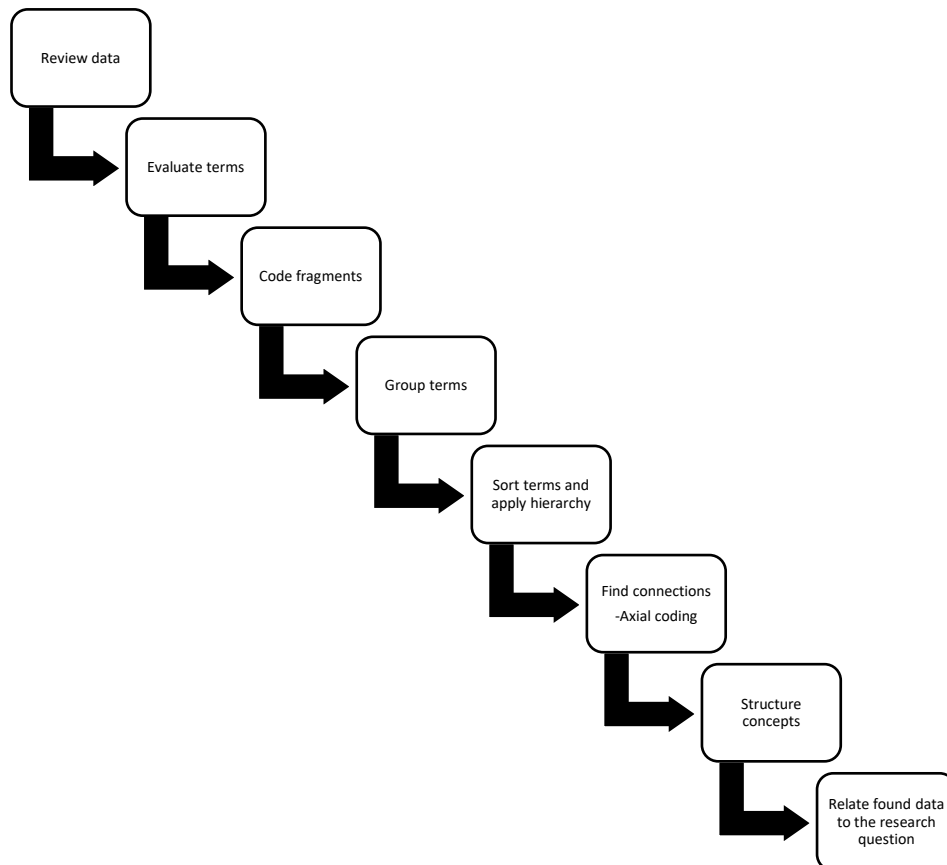 Review data
Evaluate terms
Code fragments
Group terms
Sort terms and
apply hierarchy
Find connections
-Axial coding
Structure
concepts
Relate found data
to the research
question